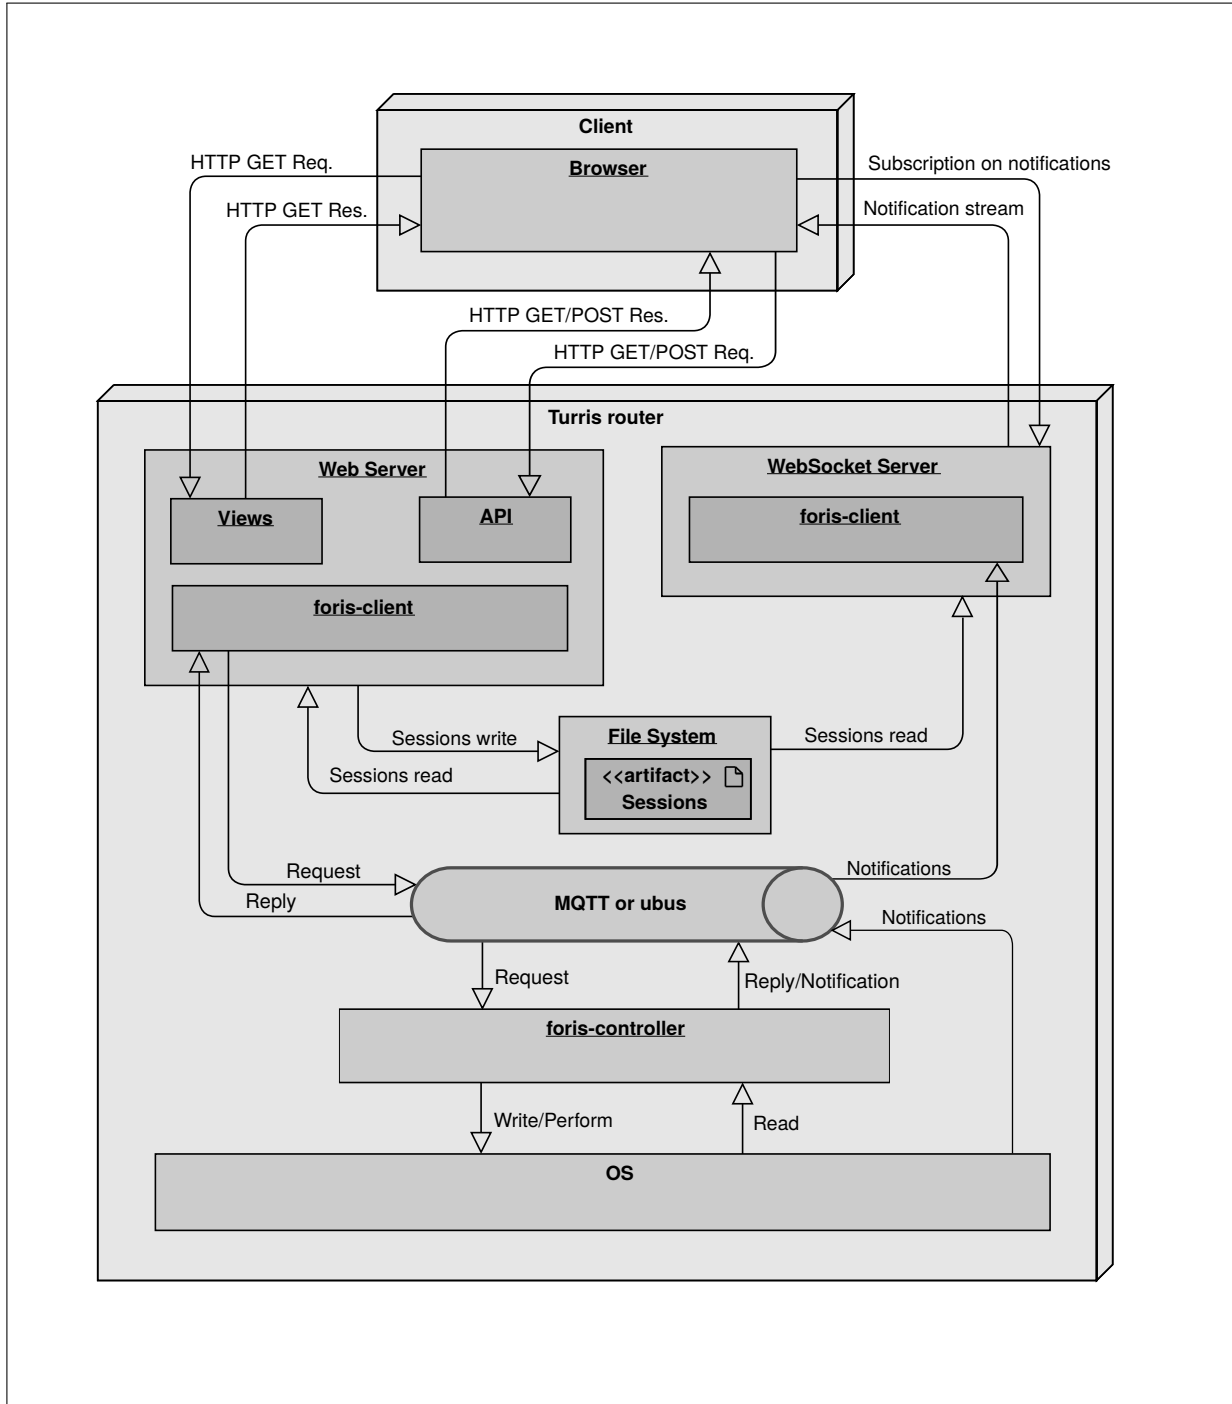 Client
Browser
HTTP GET Req.
Subscription on notifications
HTTP GET Res.
Notification stream
HTTP GET/POST Res.
HTTP GET/POST Req.
Turris router
Web Server
WebSocket Server
Views
API
foris-client
foris-client
Sessions write
File System
Sessions read
Sessions read
<<artifact>>
Sessions
Request
Notifications
Reply
MQTT or ubus
Notifications
Request
Reply/Notification
foris-controller
Write/Perform
Read
OS